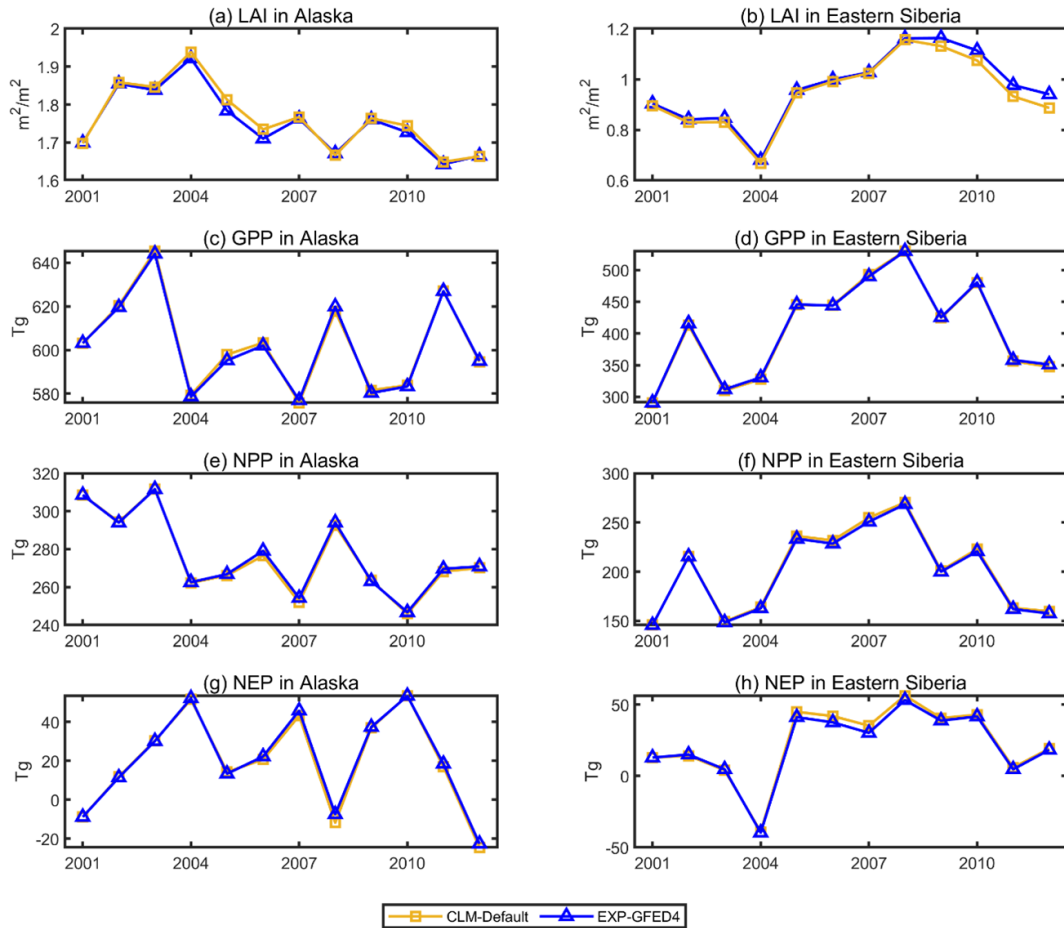 (a) LAI in Alaska
2
1.9
1.8
1.7
1.6
m²/m²
2001 2004 2007 2010
(b) LAI in Eastern Siberia
1.2
1
0.8
0.6
m²/m²
2001 2004 2007 2010
(c) GPP in Alaska
640
620
600
580
Tg
2001 2004 2007 2010
(d) GPP in Eastern Siberia
500
450
400
350
300
Tg
2001 2004 2007 2010
(e) NPP in Alaska
320
300
280
260
240
Tg
2001 2004 2007 2010
(f) NPP in Eastern Siberia
300
250
200
150
Tg
2001 2004 2007 2010
(g) NEP in Alaska
40
20
0
-20
Tg
2001 2004 2007 2010
(h) NEP in Eastern Siberia
50
0
-50
Tg
2001 2004 2007 2010
CLM-Default EXP-GFED4